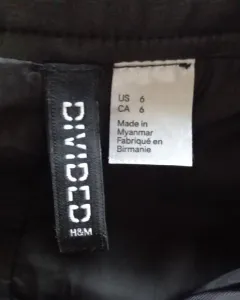 DIVIDED
H&M
US 6
CA 6
Made in
Myanmar
Fabriqué en
Birmanie